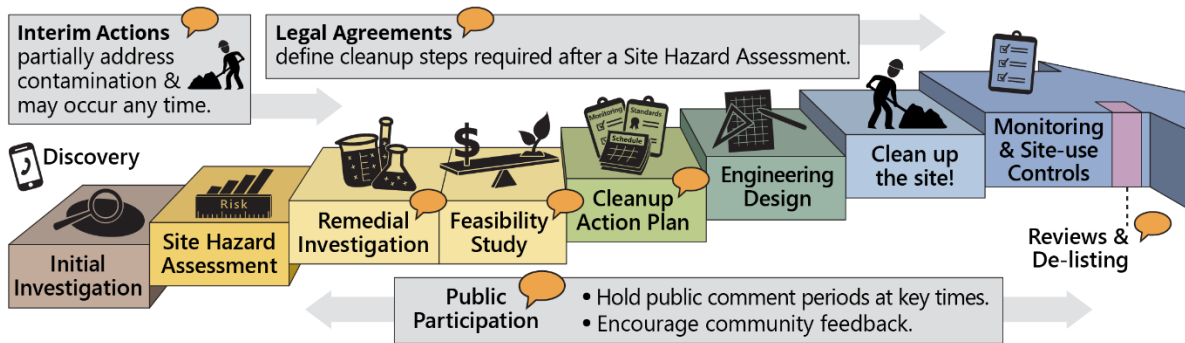 Interim Actions
partially address
contamination &
may occur any time.
Legal Agreements
define cleanup steps required after a Site Hazard Assessment.
Discovery
Initial
Investigation
Risk
Site Hazard
Assessment
Remedial
Investigation
$
Feasibility
Study
Monitoring
Standards
Schedule
Cleanup
Action Plan
Engineering
Design
Clean up
the site!
Monitoring
& Site-use
Controls
Reviews &
De-listing
Public
Participation
• Hold public comment periods at key times.
• Encourage community feedback.